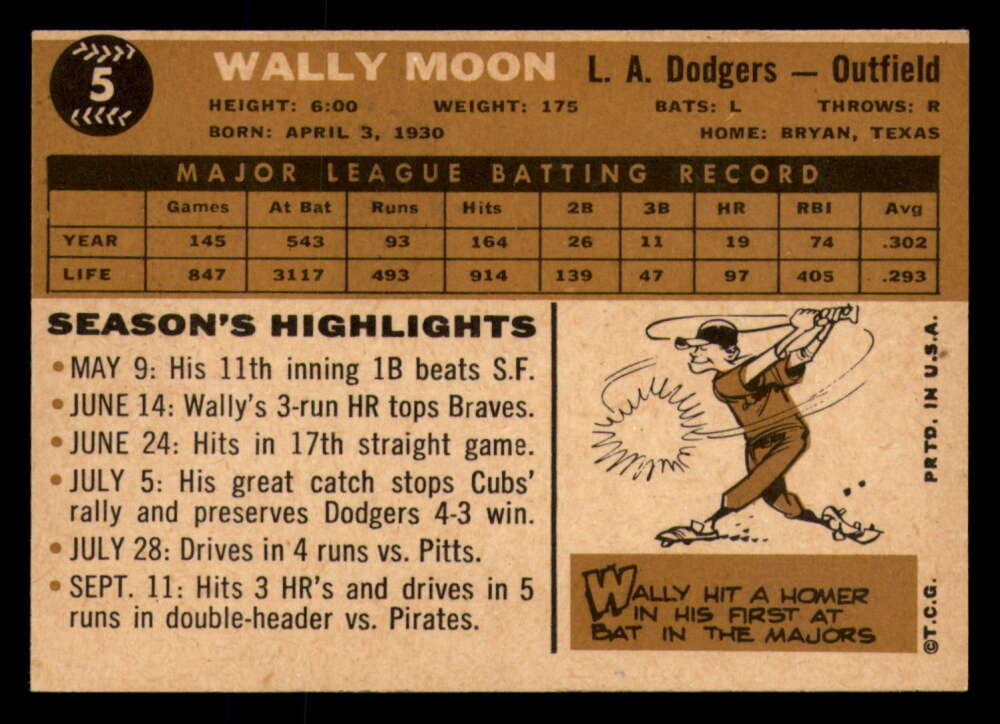 5
WALLY MOON L. A. Dodgers — Outfield
HEIGHT: 6:00 WEIGHT: 175 BATS: L THROWS: R
BORN: APRIL 3, 1930 HOME: BRYAN, TEXAS
MAJOR LEAGUE BATTING RECORD
Games At Bat Runs Hits 2B 3B HR RBI Avg
YEAR 145 543 93 164 26 11 19 74 .302
LIFE 847 3117 493 914 139 47 97 405 .293
SEASON'S HIGHLIGHTS
• MAY 9: His 11th inning 1B beats S.F.
• JUNE 14: Wally's 3-run HR tops Braves.
• JUNE 24: Hits in 17th straight game.
• JULY 5: His great catch stops Cubs'
rally and preserves Dodgers 4-3 win.
• JULY 28: Drives in 4 runs vs. Pitts.
• SEPT. 11: Hits 3 HR's and drives in 5
runs in double-header vs. Pirates.
WALLY HIT A HOMER
IN HIS FIRST AT
BAT IN THE MAJORS
©T.C.G. PRTD. IN U.S.A.